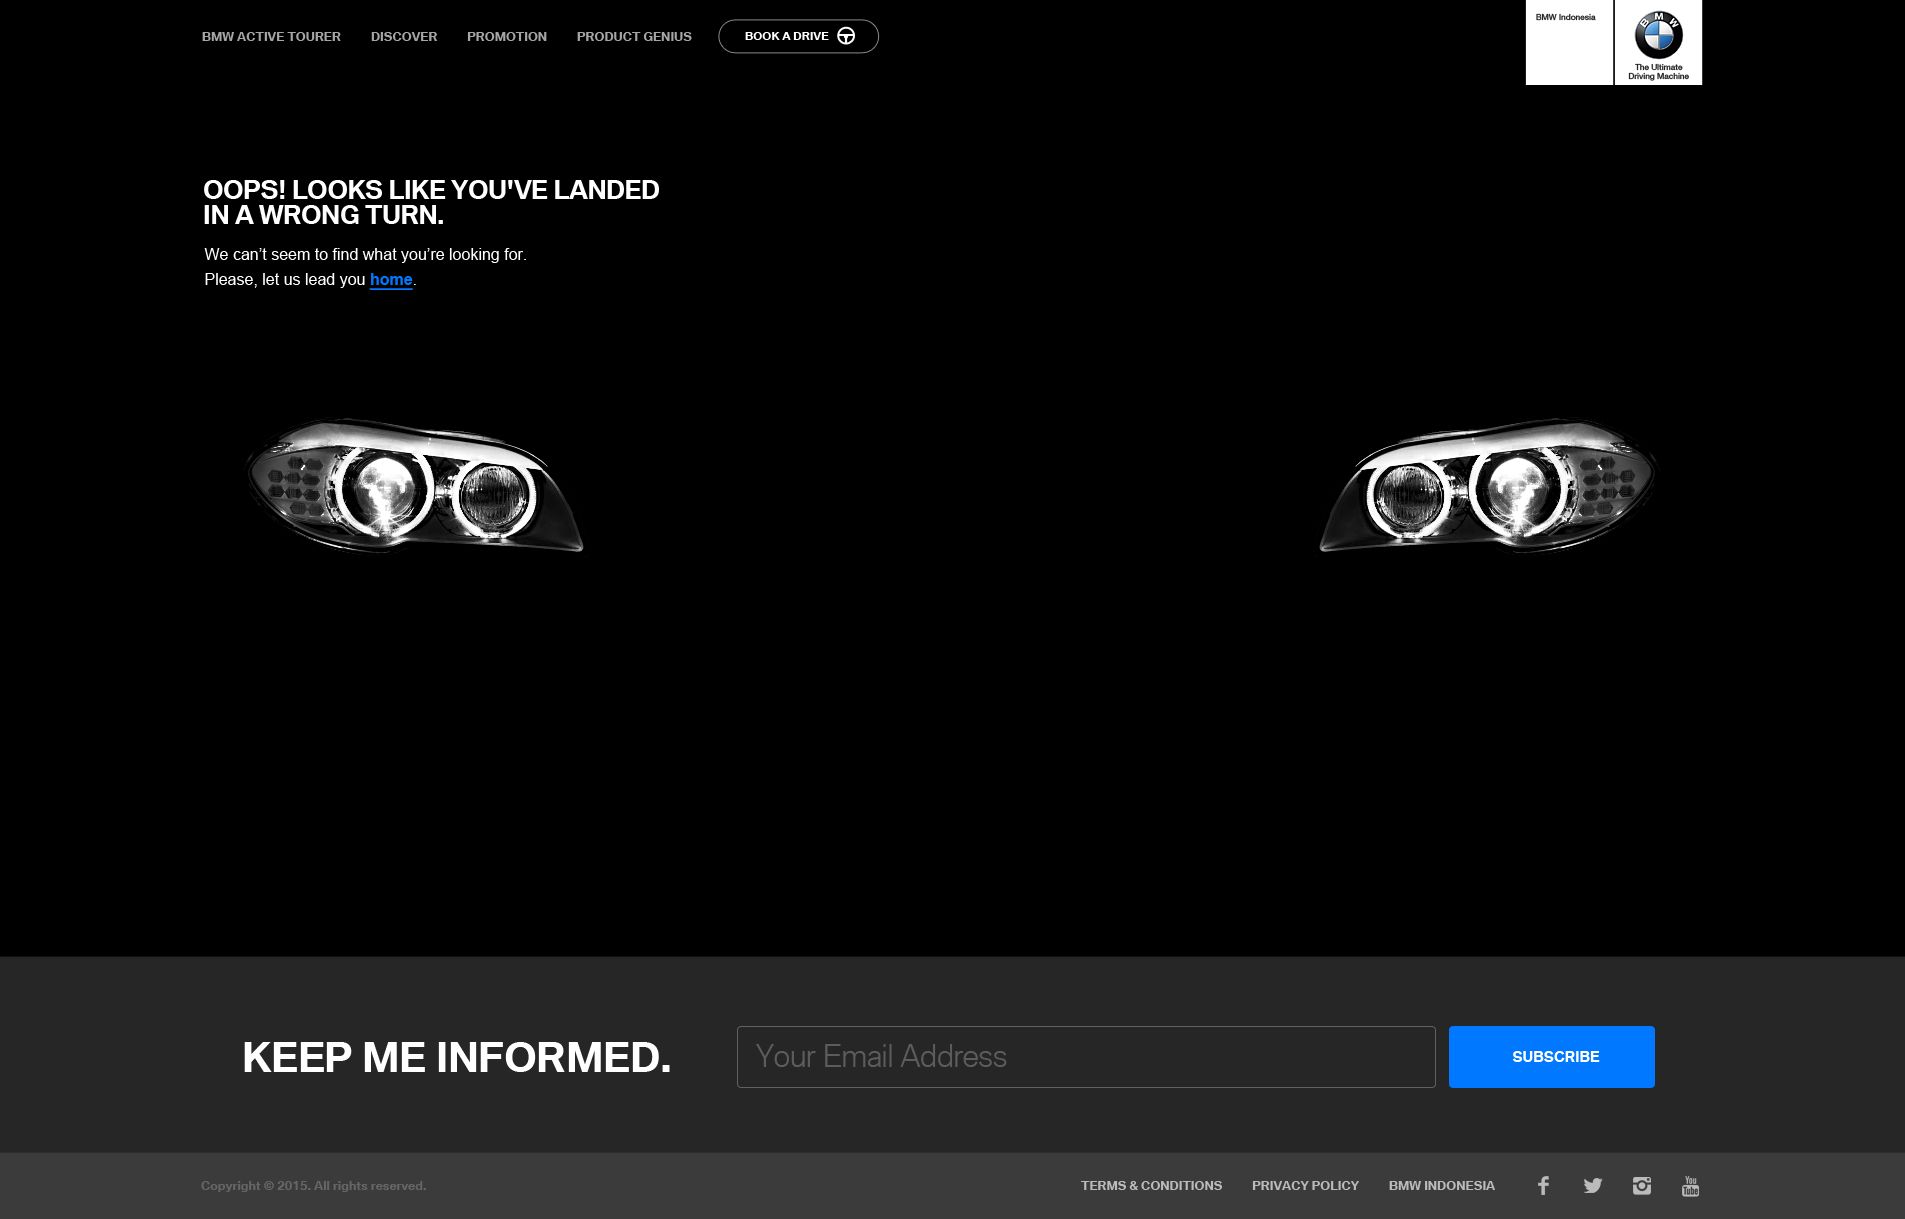 BMW ACTIVE TOURER DISCOVER PROMOTION PRODUCT GENIUS BOOK A DRIVE
BMW Indonesia
BMW
The Ultimate
Driving Machine
OOPS! LOOKS LIKE YOU'VE LANDED
IN A WRONG TURN.
We can’t seem to find what you’re looking for.
Please, let us lead you home.
KEEP ME INFORMED. Your Email Address SUBSCRIBE
Copyright © 2015. All rights reserved. TERMS & CONDITIONS PRIVACY POLICY BMW INDONESIA You Tube